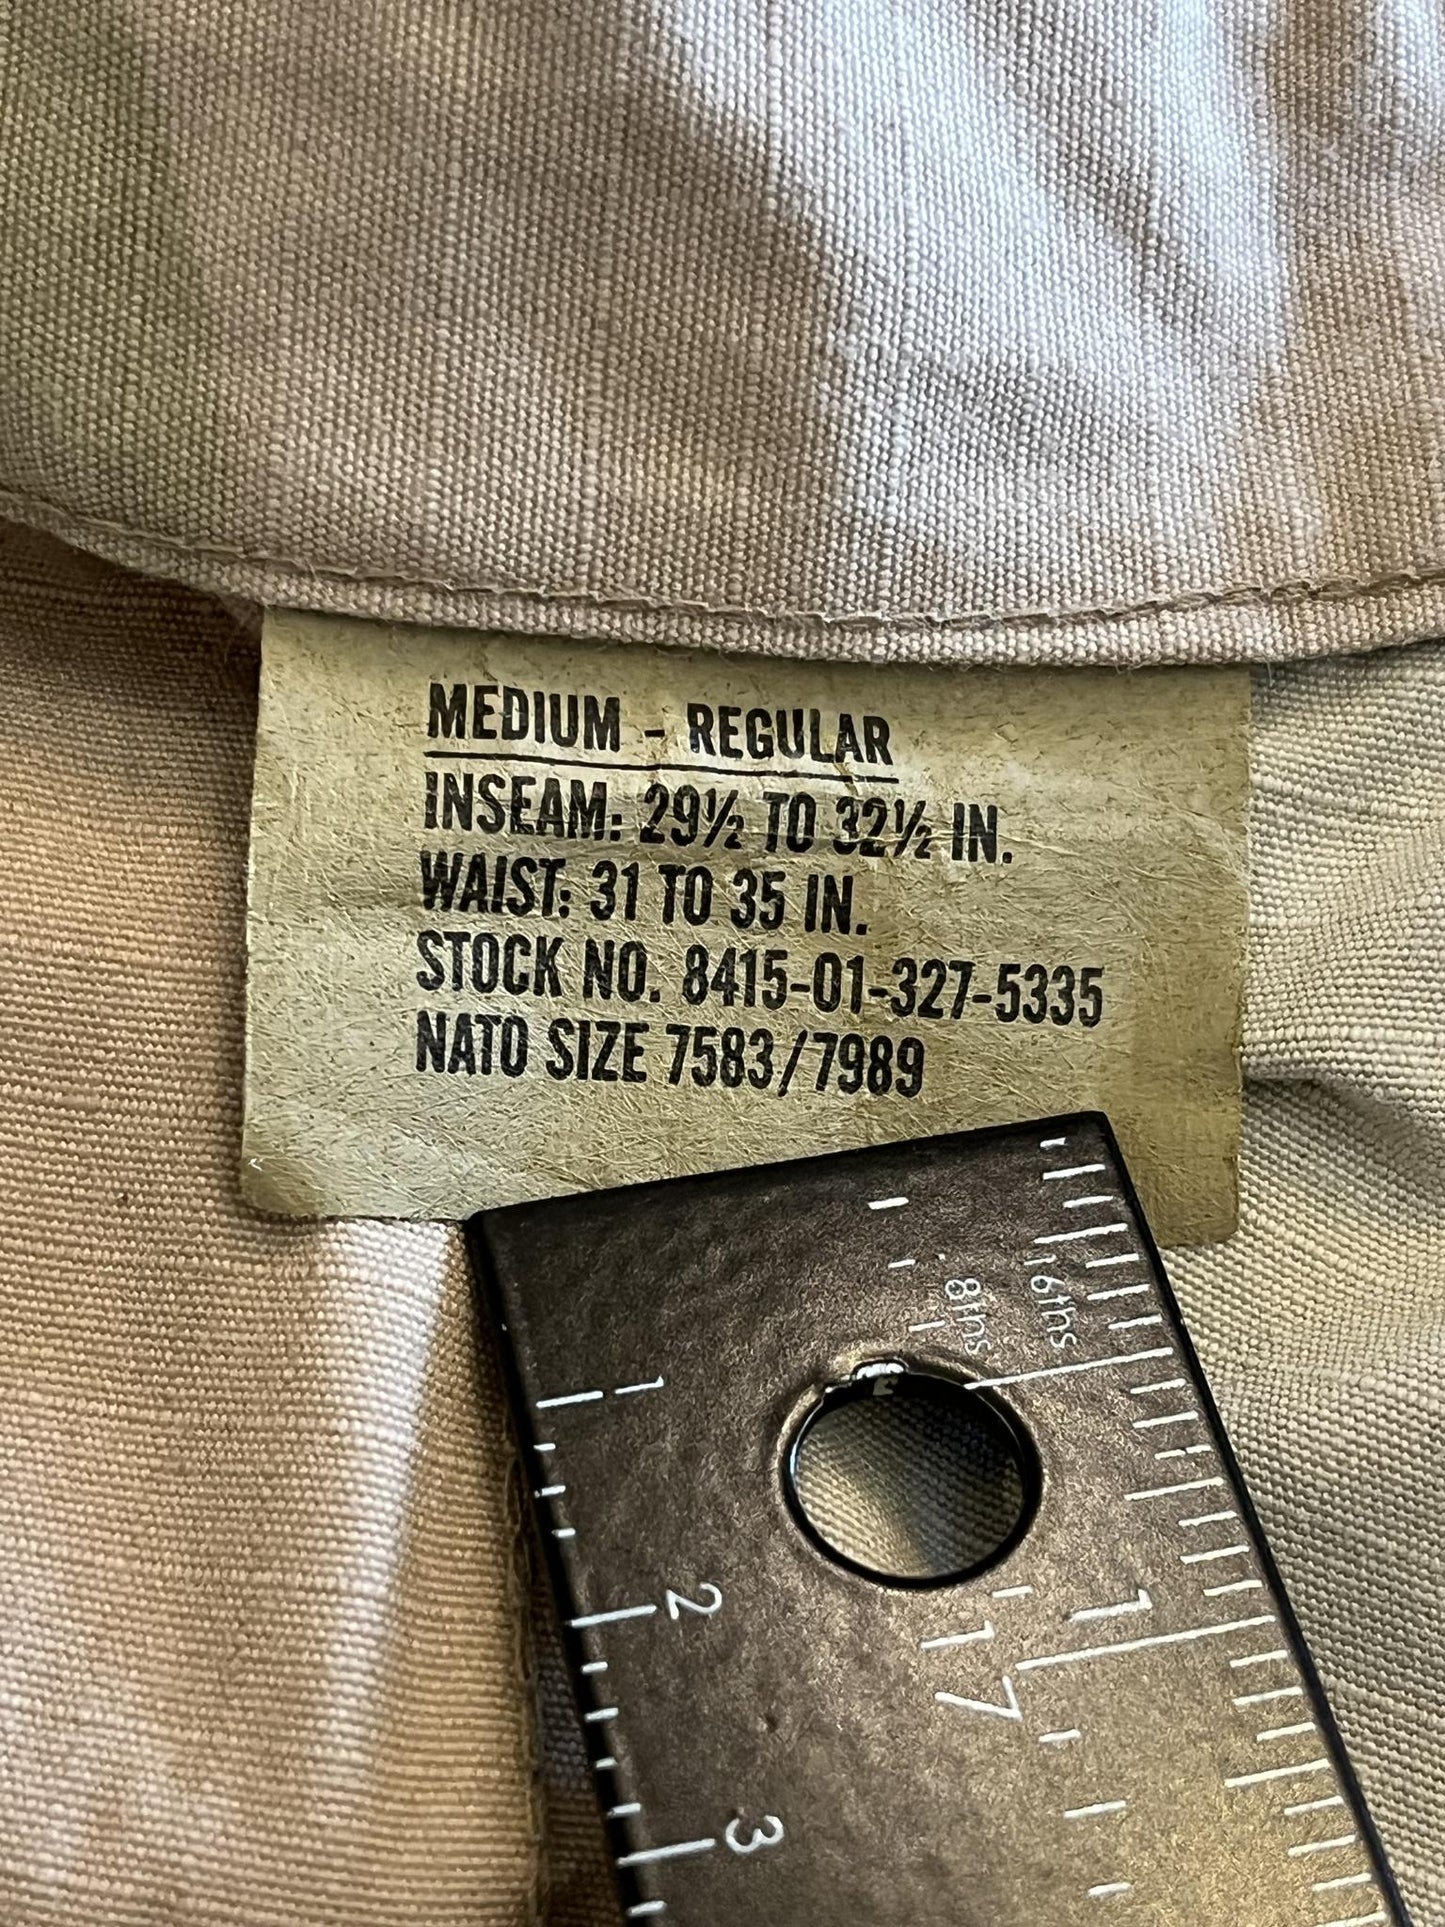 MEDIUM - REGULAR
INSEAM: 29½ TO 32½ IN.
WAIST: 31 TO 35 IN.
STOCK NO. 8415-01-327-5335
NATO SIZE 7583/7989
8ths
1
2
3
1
17